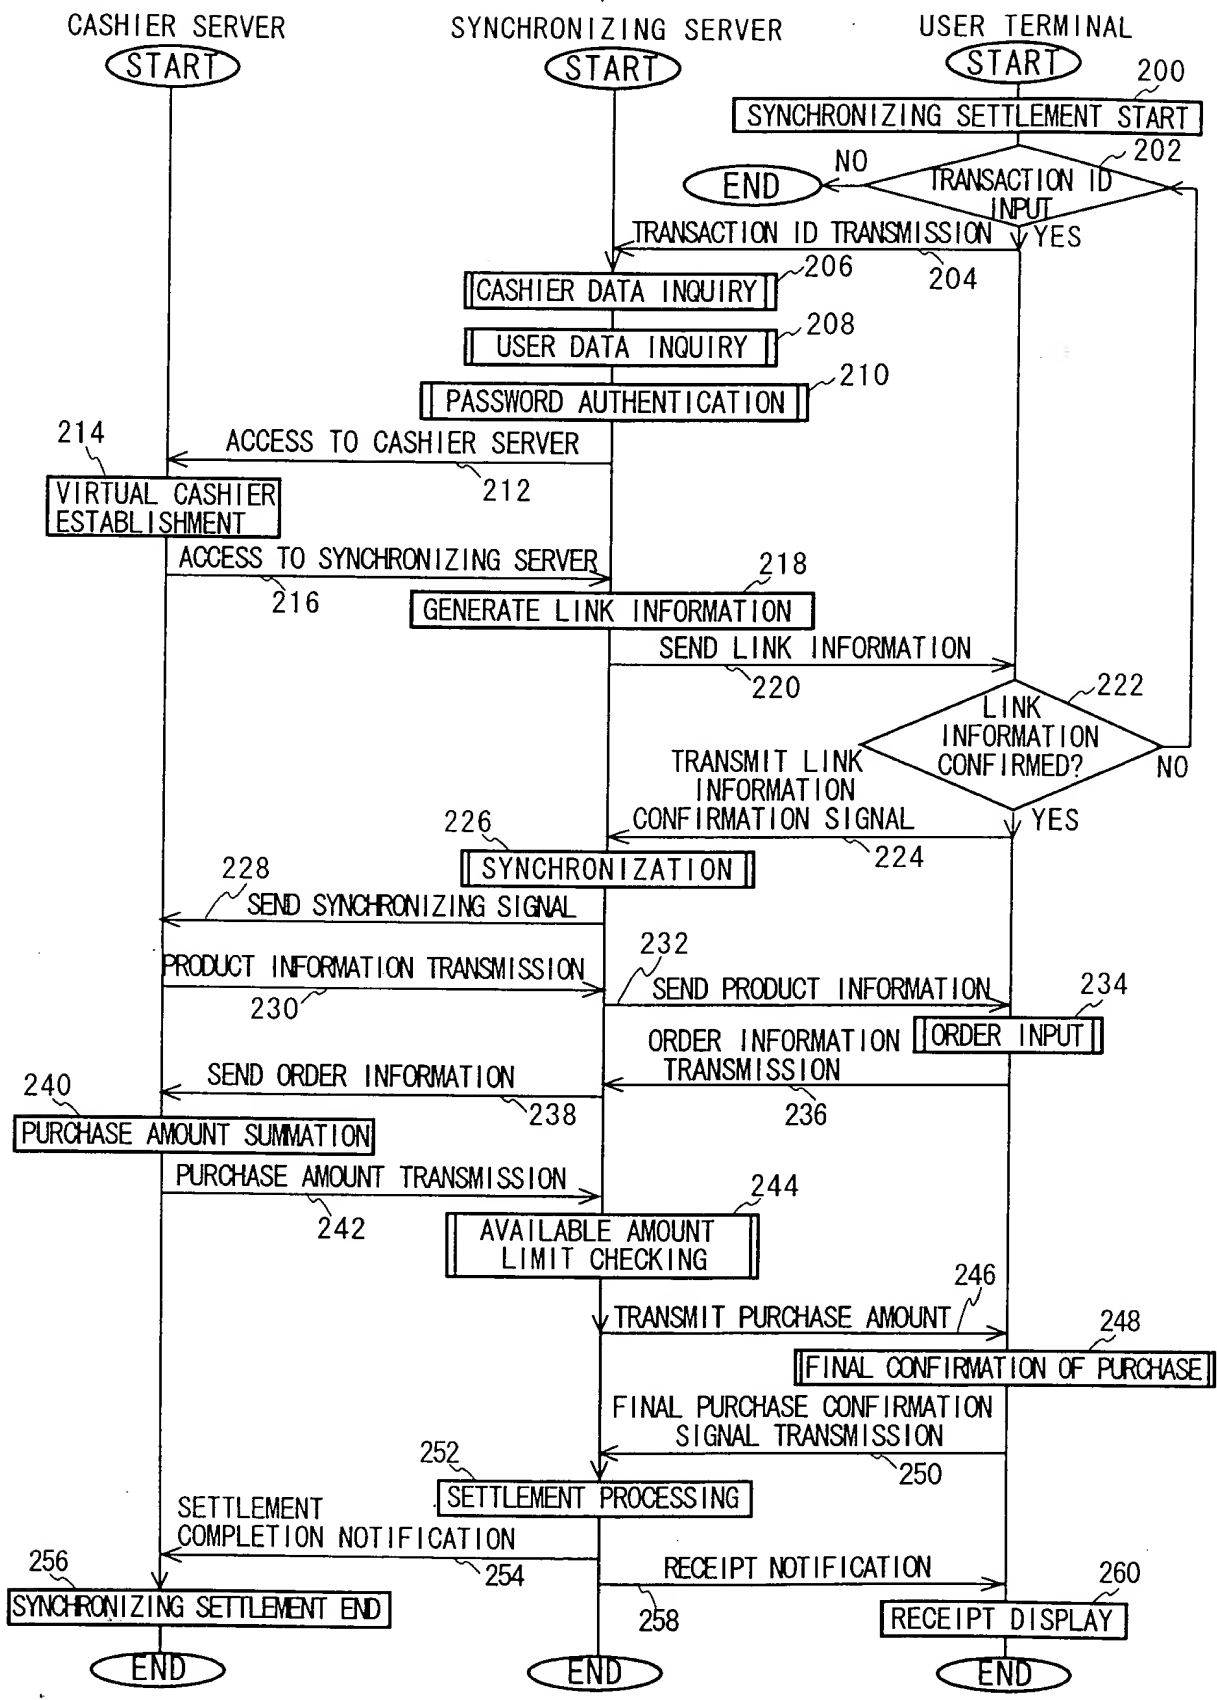 CASHIER SERVER
SYNCHRONIZING SERVER
USER TERMINAL
START
START
START
200
SYNCHRONIZING SETTLEMENT START
202
NO
END
TRANSACTION ID
INPUT
TRANSACTION ID TRANSMISSION
YES
204
206
CASHIER DATA INQUIRY
208
USER DATA INQUIRY
210
PASSWORD AUTHENTICATION
214
ACCESS TO CASHIER SERVER
212
VIRTUAL CASHIER
ESTABLISHMENT
ACCESS TO SYNCHRONIZING SERVER
216
218
GENERATE LINK INFORMATION
SEND LINK INFORMATION
220
222
LINK
INFORMATION
CONFIRMED?
NO
TRANSMIT LINK
INFORMATION
CONFIRMATION SIGNAL
YES
224
226
SYNCHRONIZATION
228
SEND SYNCHRONIZING SIGNAL
PRODUCT INFORMATION TRANSMISSION
230
232
SEND PRODUCT INFORMATION
234
ORDER INPUT
ORDER INFORMATION
TRANSMISSION
236
SEND ORDER INFORMATION
238
240
PURCHASE AMOUNT SUMMATION
PURCHASE AMOUNT TRANSMISSION
242
244
AVAILABLE AMOUNT
LIMIT CHECKING
246
TRANSMIT PURCHASE AMOUNT
248
FINAL CONFIRMATION OF PURCHASE
FINAL PURCHASE CONFIRMATION
SIGNAL TRANSMISSION
250
252
SETTLEMENT PROCESSING
SETTLEMENT
COMPLETION NOTIFICATION
254
256
SYNCHRONIZING SETTLEMENT END
RECEIPT NOTIFICATION
258
260
RECEIPT DISPLAY
END
END
END